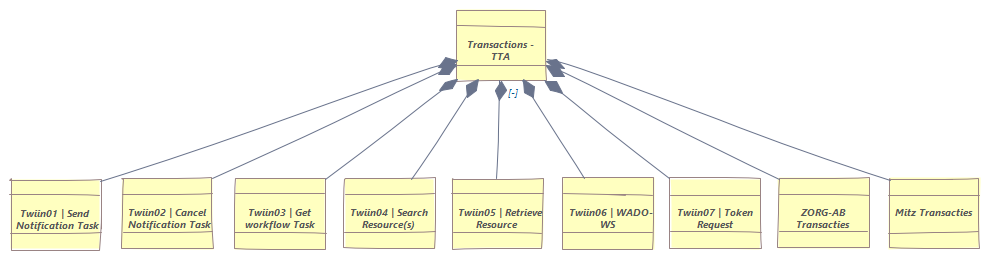 Transactions -
TTA
[-]
Twiin01 | Send
Notification Task
Twiin02 | Cancel
Notification Task
Twiin03 | Get
workflow Task
Twiin04 | Search
Resource(s)
Twiin05 | Retrieve
Resource
Twiin06 | WADO-
WS
Twiin07 | Token
Request
ZORG-AB
Transacties
Mitz Transacties